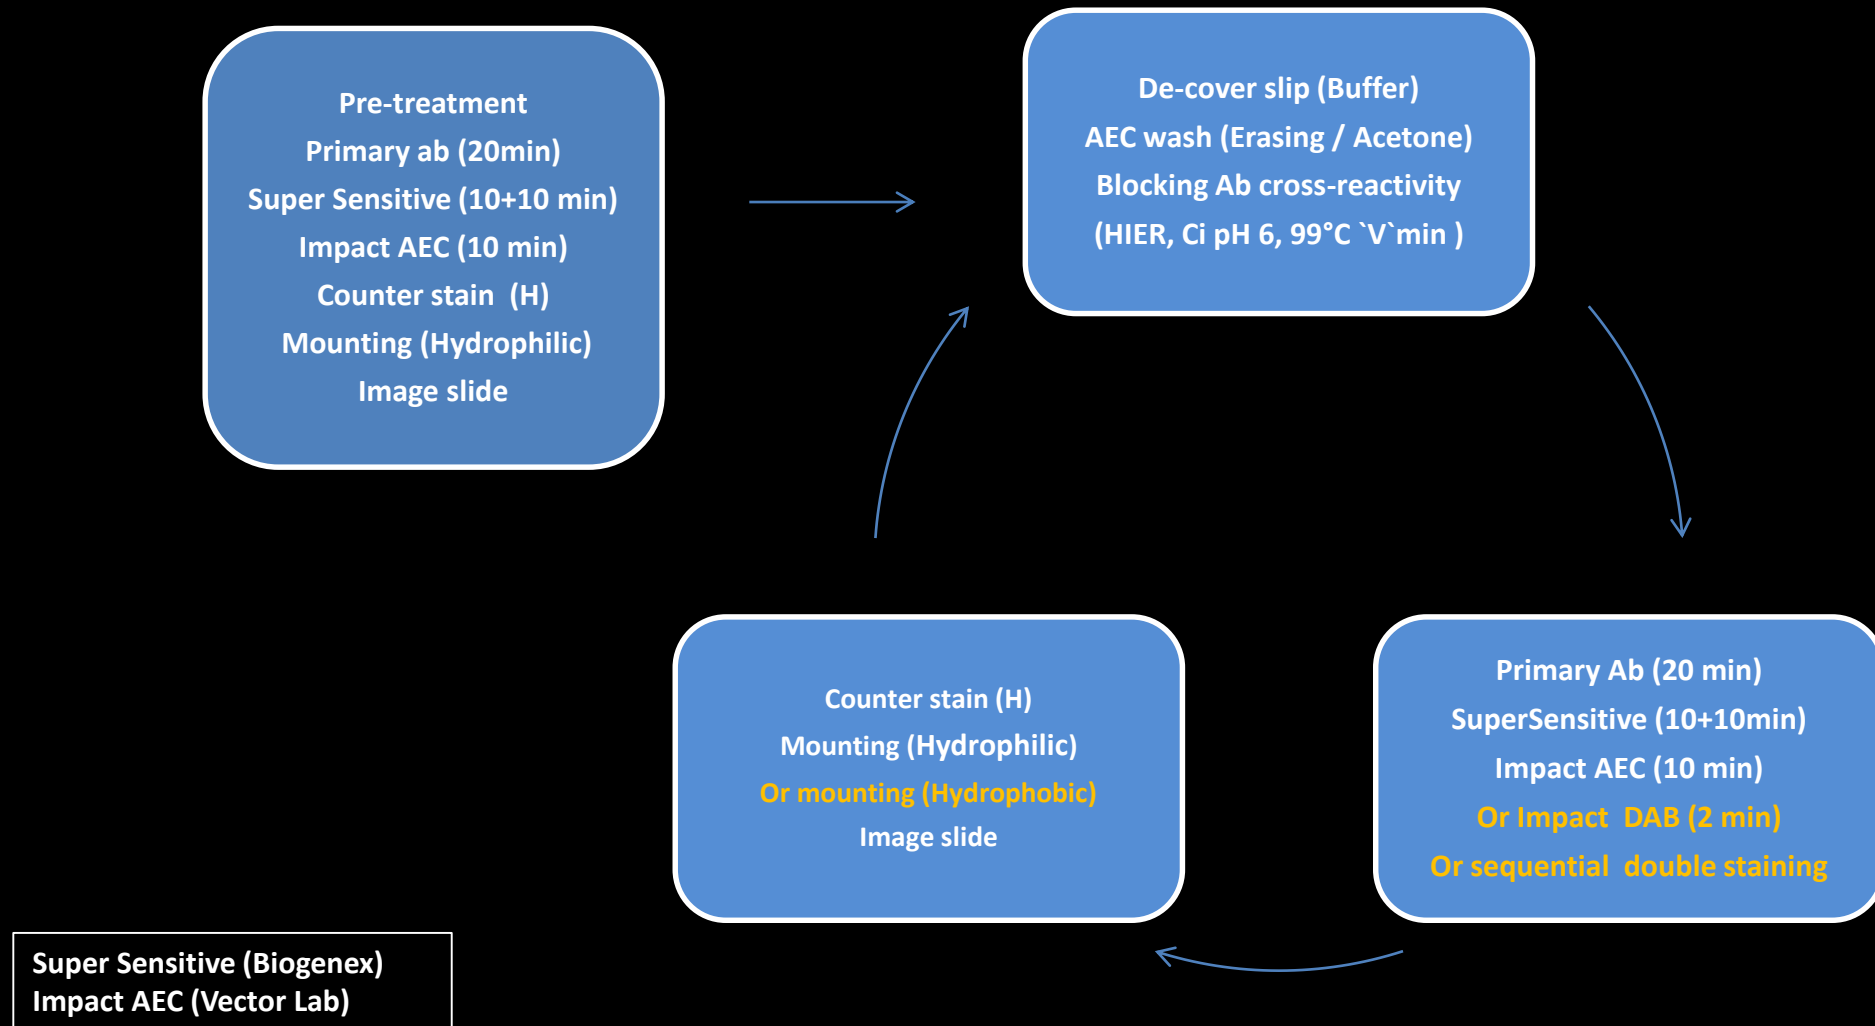 Pre-treatment
Primary ab (20min)
Super Sensitive (10+10 min)
Impact AEC (10 min)
Counter stain (H)
Mounting (Hydrophilic)
Image slide
De-cover slip (Buffer)
AEC wash (Erasing / Acetone)
Blocking Ab cross-reactivity
(HIER, Ci pH 6, 99°C `V`min )
Primary Ab (20 min)
SuperSensitive (10+10min)
Impact AEC (10 min)
Or Impact DAB (2 min)
Or sequential double staining
Counter stain (H)
Mounting (Hydrophilic)
Or mounting (Hydrophobic)
Image slide
Super Sensitive (Biogenex)
Impact AEC (Vector Lab)